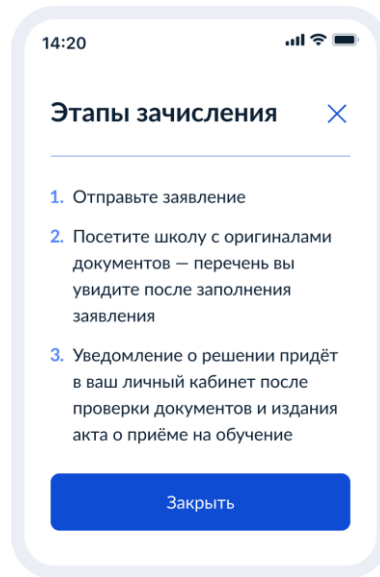 14:20
Этапы зачисления
1. Отправьте заявление
2. Посетите школу с оригиналами
документов — перечень вы
увидите после заполнения
заявления
3. Уведомление о решении придёт
в ваш личный кабинет после
проверки документов и издания
акта о приёме на обучение
Закрыть